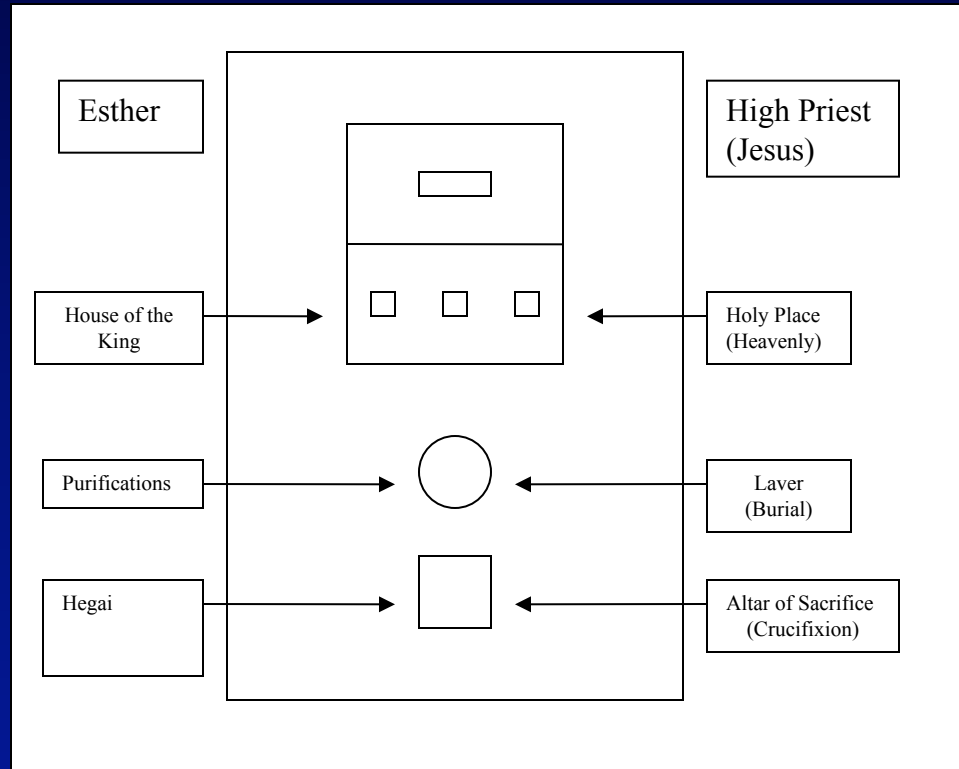 Esther
High Priest
(Jesus)
House of the
King
Holy Place
(Heavenly)
Purifications
Laver
(Burial)
Hegai
Altar of Sacrifice
(Crucifixion)